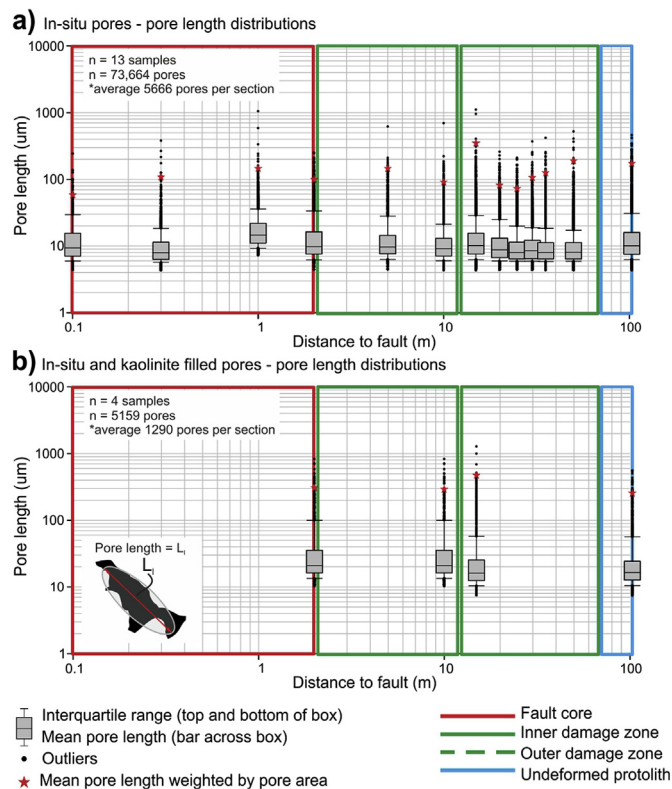 a) In-situ pores - pore length distributions
10000
1000
100
10
1
Pore length (um)
n = 13 samples
n = 73,664 pores
*average 5666 pores per section
0.1
1
10
100
Distance to fault (m)
b) In-situ and kaolinite filled pores - pore length distributions
10000
1000
100
10
1
Pore length (um)
n = 4 samples
n = 5159 pores
*average 1290 pores per section
Pore length = Li
Li
0.1
1
10
100
Distance to fault (m)
Interquartile range (top and bottom of box)
Mean pore length (bar across box)
Outliers
Mean pore length weighted by pore area
Fault core
Inner damage zone
Outer damage zone
Undeformed protolith